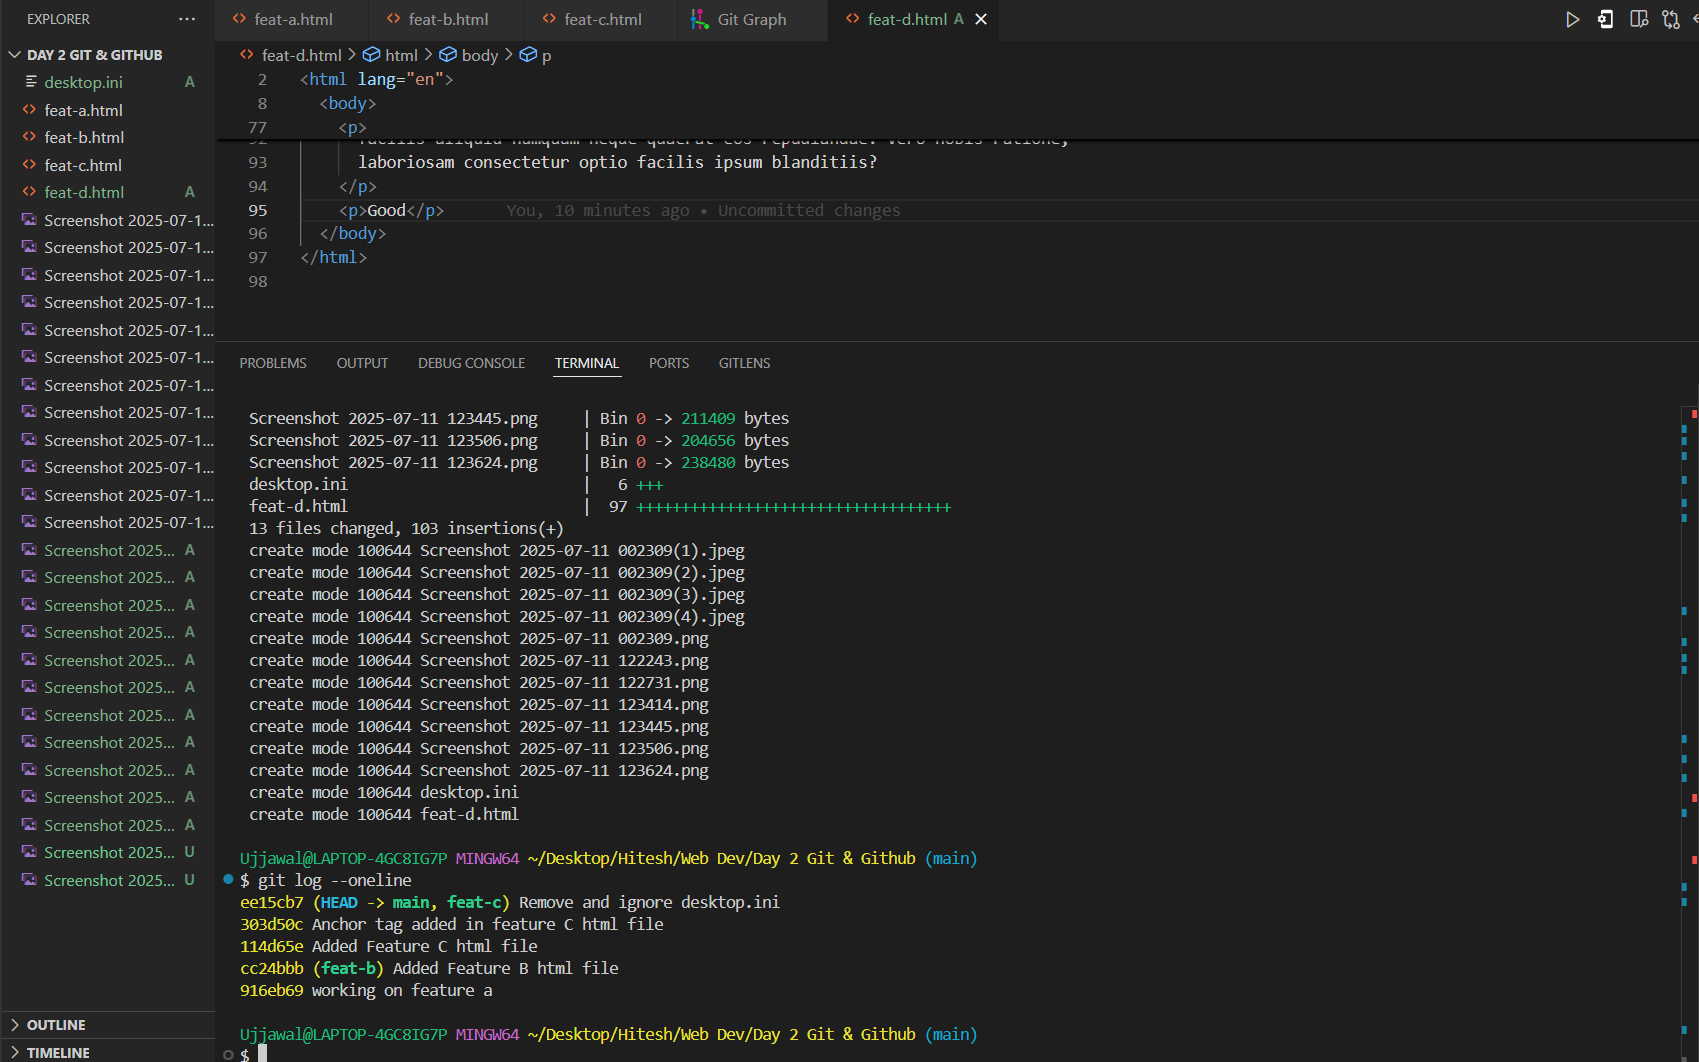 EXPLORER
feat-a.html
feat-b.html
feat-c.html
Git Graph
feat-d.html A
DAY 2 GIT & GITHUB
desktop.ini A
feat-a.html
feat-b.html
feat-c.html
feat-d.html A
Screenshot 2025-07-1...
Screenshot 2025-07-1...
Screenshot 2025-07-1...
Screenshot 2025-07-1...
Screenshot 2025-07-1...
Screenshot 2025-07-1...
Screenshot 2025-07-1...
Screenshot 2025-07-1...
Screenshot 2025-07-1...
Screenshot 2025-07-1...
Screenshot 2025-07-1...
Screenshot 2025-07-1...
Screenshot 2025... A
Screenshot 2025... A
Screenshot 2025... A
Screenshot 2025... A
Screenshot 2025... A
Screenshot 2025... A
Screenshot 2025... A
Screenshot 2025... A
Screenshot 2025... A
Screenshot 2025... A
Screenshot 2025... A
Screenshot 2025... U
Screenshot 2025... U
OUTLINE
TIMELINE
feat-d.html > html > body > p
2 <html lang="en">
8 <body>
77 <p>
93 laboriosam consectetur optio facilis ipsum blanditiis?
94 </p>
95 <p>Good</p> You, 10 minutes ago • Uncommitted changes
96 </body>
97 </html>
98
PROBLEMS OUTPUT DEBUG CONSOLE TERMINAL PORTS GITLENS
Screenshot 2025-07-11 123445.png | Bin 0 -> 211409 bytes
Screenshot 2025-07-11 123506.png | Bin 0 -> 204656 bytes
Screenshot 2025-07-11 123624.png | Bin 0 -> 238480 bytes
desktop.ini | 6 +++
feat-d.html | 97 +++++++++++++++++++++++++++++++++++
13 files changed, 103 insertions(+)
create mode 100644 Screenshot 2025-07-11 002309(1).jpeg
create mode 100644 Screenshot 2025-07-11 002309(2).jpeg
create mode 100644 Screenshot 2025-07-11 002309(3).jpeg
create mode 100644 Screenshot 2025-07-11 002309(4).jpeg
create mode 100644 Screenshot 2025-07-11 002309.png
create mode 100644 Screenshot 2025-07-11 122243.png
create mode 100644 Screenshot 2025-07-11 122731.png
create mode 100644 Screenshot 2025-07-11 123414.png
create mode 100644 Screenshot 2025-07-11 123445.png
create mode 100644 Screenshot 2025-07-11 123506.png
create mode 100644 Screenshot 2025-07-11 123624.png
create mode 100644 desktop.ini
create mode 100644 feat-d.html
Ujjawal@LAPTOP-4GC8IG7P MINGW64 ~/Desktop/Hitesh/Web Dev/Day 2 Git & Github (main)
$ git log --oneline
ee15cb7 (HEAD -> main, feat-c) Remove and ignore desktop.ini
303d50c Anchor tag added in feature C html file
114d65e Added Feature C html file
cc24bbb (feat-b) Added Feature B html file
916eb69 working on feature a
Ujjawal@LAPTOP-4GC8IG7P MINGW64 ~/Desktop/Hitesh/Web Dev/Day 2 Git & Github (main)
$